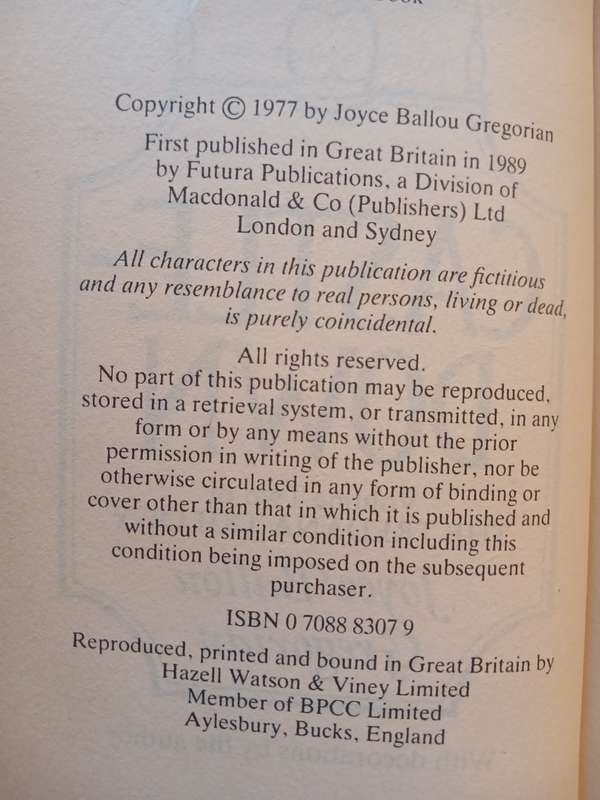 Copyright © 1977 by Joyce Ballou Gregorian
First published in Great Britain in 1989
by Futura Publications, a Division of
Macdonald & Co (Publishers) Ltd
London and Sydney
All characters in this publication are fictitious
and any resemblance to real persons, living or dead,
is purely coincidental.
All rights reserved.
No part of this publication may be reproduced,
stored in a retrieval system, or transmitted, in any
form or by any means without the prior
permission in writing of the publisher, nor be
otherwise circulated in any form of binding or
cover other than that in which it is published and
without a similar condition including this
condition being imposed on the subsequent
purchaser.
ISBN 0 7088 8307 9
Reproduced, printed and bound in Great Britain by
Hazell Watson & Viney Limited
Member of BPCC Limited
Aylesbury, Bucks, England